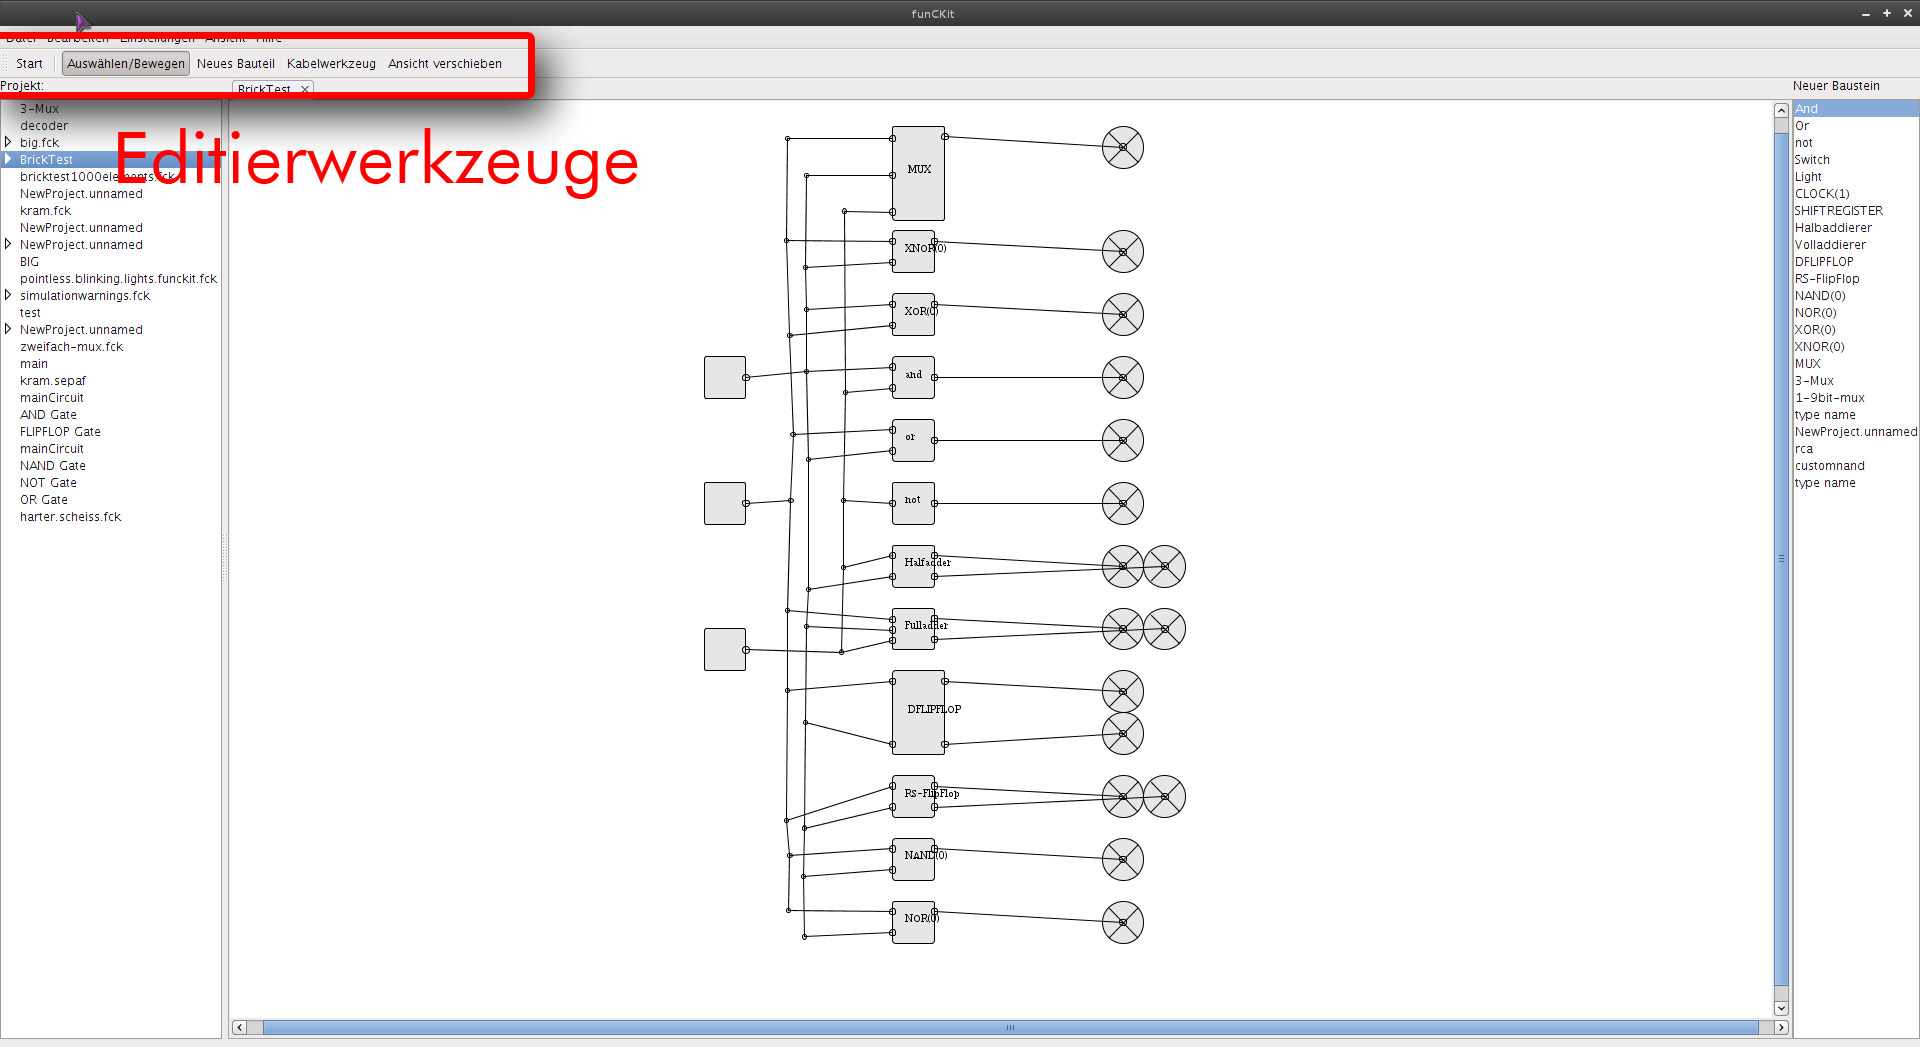 funCKit
Datei Bearbeiten Einstellungen Ansicht Hilfe
Start Auswählen/Bewegen Neues Bauteil Kabelwerkzeug Ansicht verschieben
Projekt:
BrickTest
Neuer Baustein
Editierwerkzeuge
3-Mux
decoder
big.fck
BrickTest
bricktest1000elements.fck
NewProject.unnamed
kram.fck
NewProject.unnamed
NewProject.unnamed
BIG
pointless.blinking.lights.funckit.fck
simulationwarnings.fck
test
NewProject.unnamed
zweifach-mux.fck
main
kram.sepaf
mainCircuit
AND Gate
FLIPFLOP Gate
mainCircuit
NAND Gate
NOT Gate
OR Gate
harter.scheiss.fck
MUX
XNOR(0)
XOR(0)
and
or
not
Halfadder
Fulladder
DFLIPFLOP
RS-FlipFlop
NAND(0)
NOR(0)
And
Or
not
Switch
Light
CLOCK(1)
SHIFTREGISTER
Halbaddierer
Volladdierer
DFLIPFLOP
RS-FlipFlop
NAND(0)
NOR(0)
XOR(0)
XNOR(0)
MUX
3-Mux
1-9bit-mux
type name
NewProject.unnamed
rca
customnand
type name